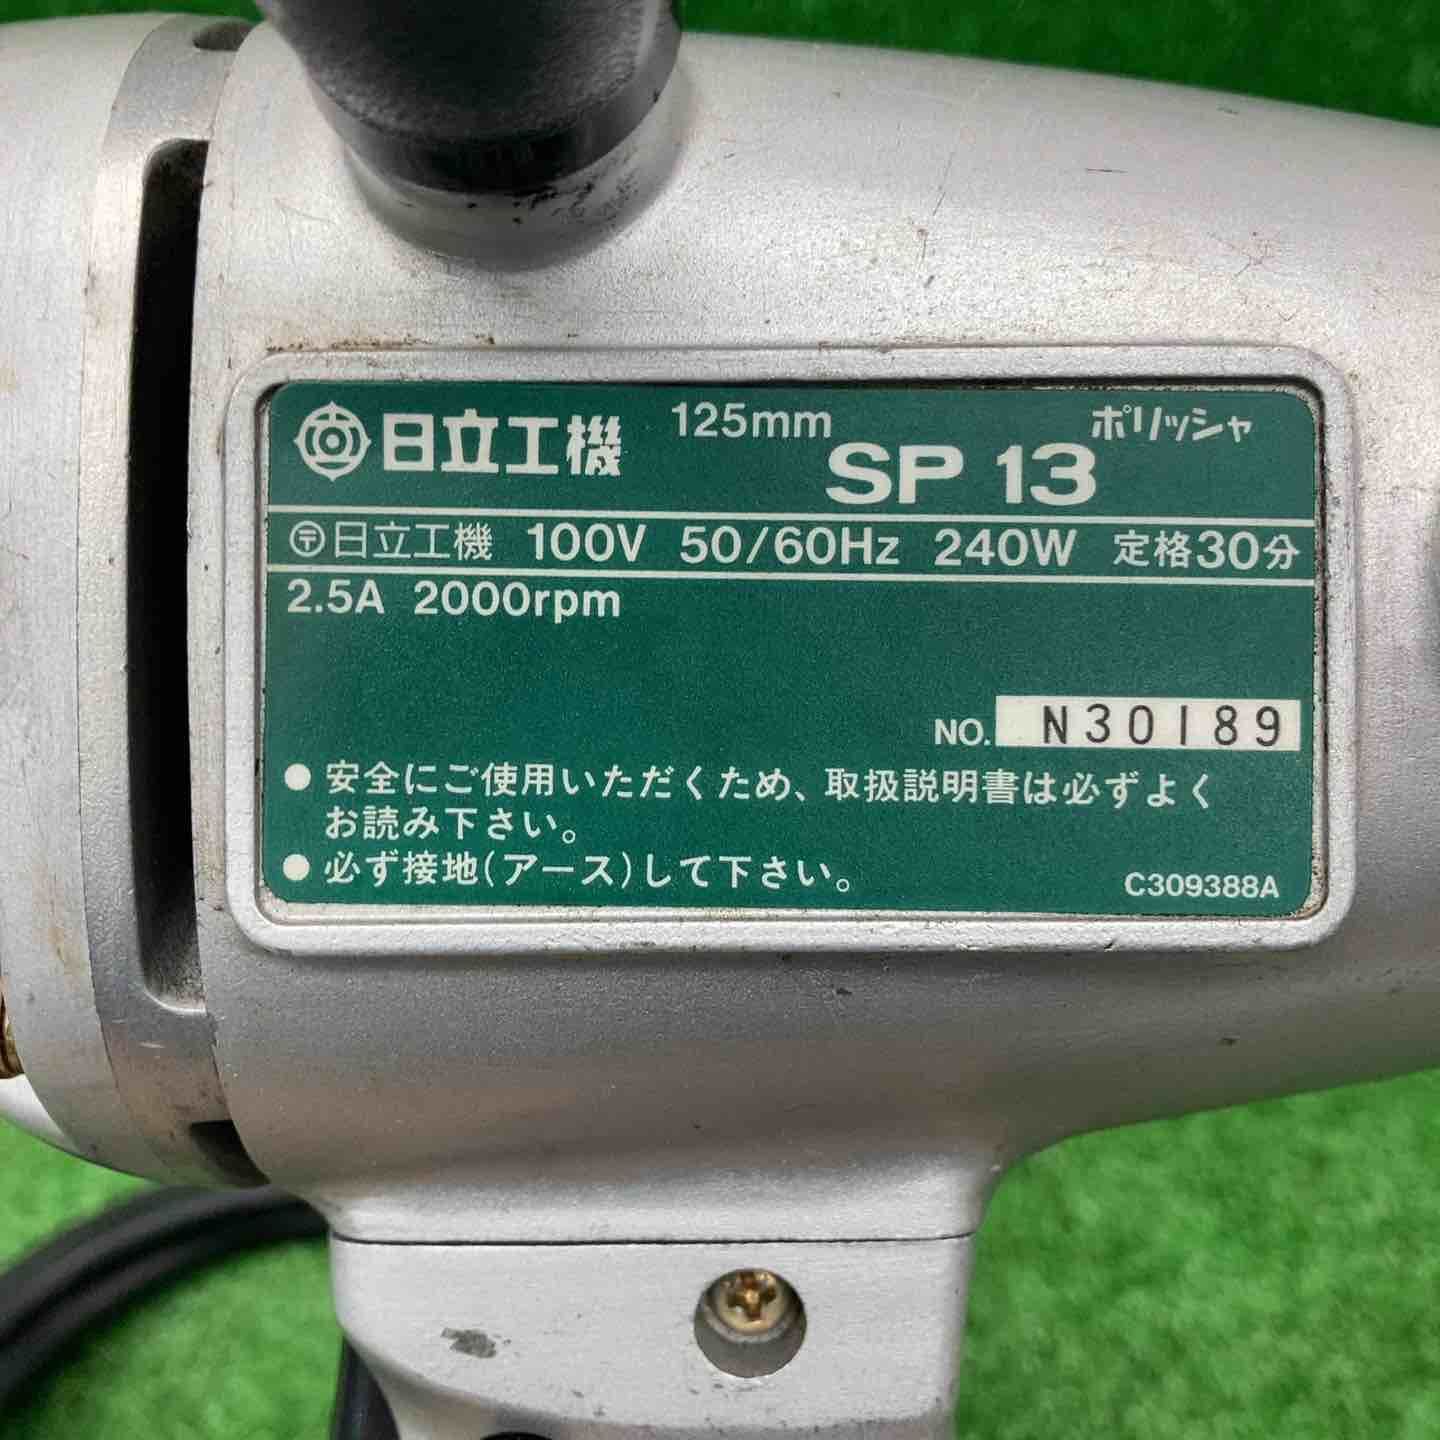 日立工機 125mm SP 13 ポリッシャ
〒日立工機 100V 50/60Hz 240W 定格30分
2.5A 2000rpm
NO. N30189
● 安全にご使用いただくため、取扱説明書は必ずよく
お読み下さい。
● 必ず接地(アース)して下さい。
C309388A